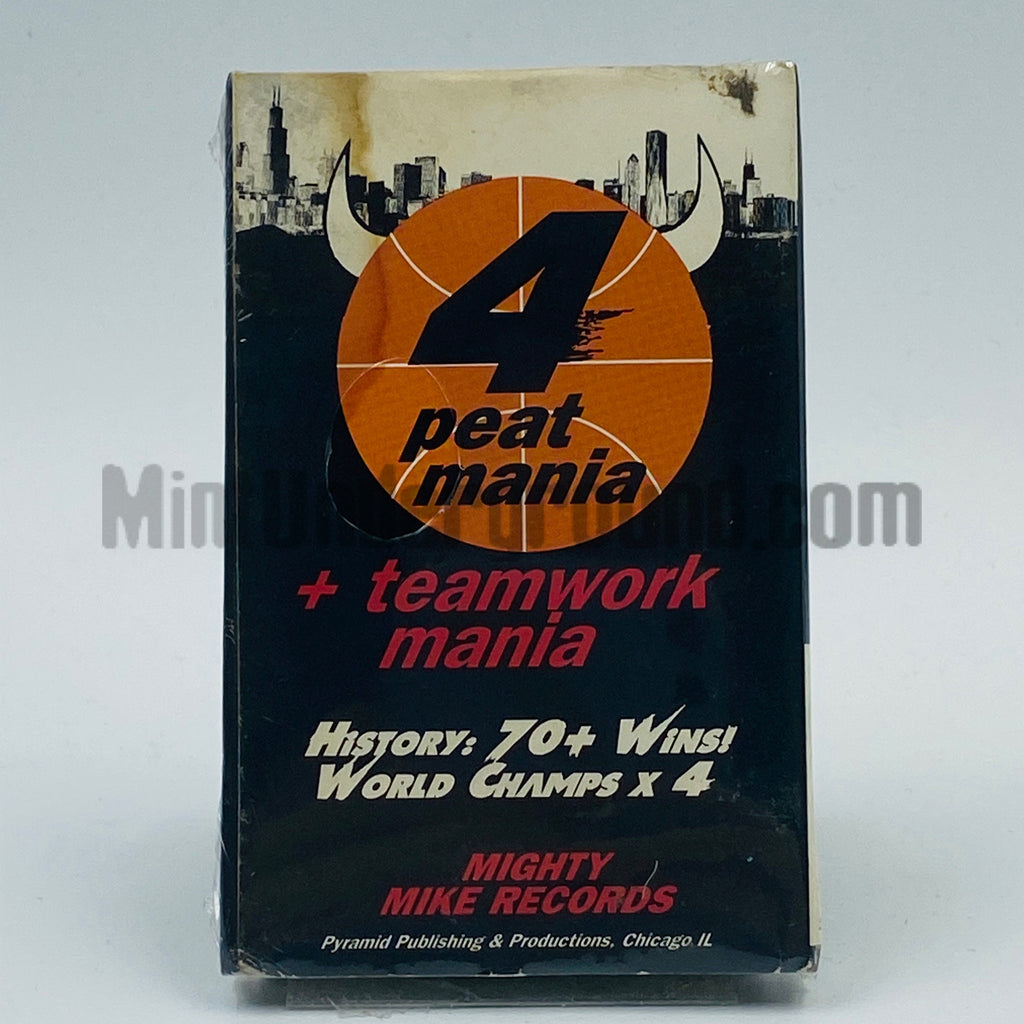 4
peat
mania
+ teamwork
mania
HISTORY: 70+ WiNS!
WORLD CHAMPS X 4
MIGHTY
MIKE RECORDS
Pyramid Publishing & Productions, Chicago IL